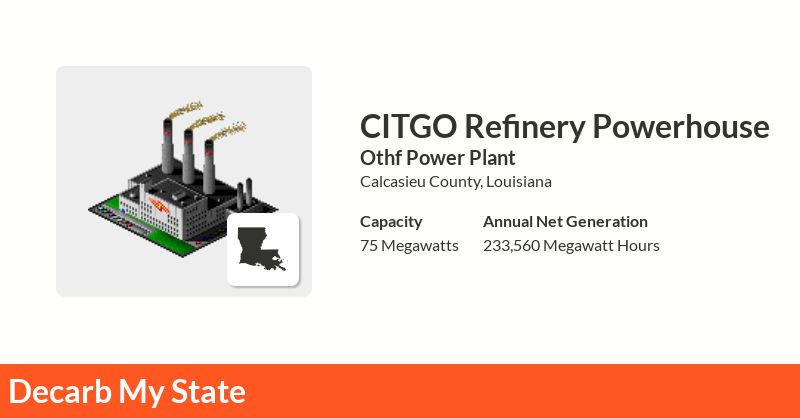 CITGO Refinery Powerhouse
Othf Power Plant
Calcasieu County, Louisiana
Capacity Annual Net Generation
75 Megawatts 233,560 Megawatt Hours
Decarb My State